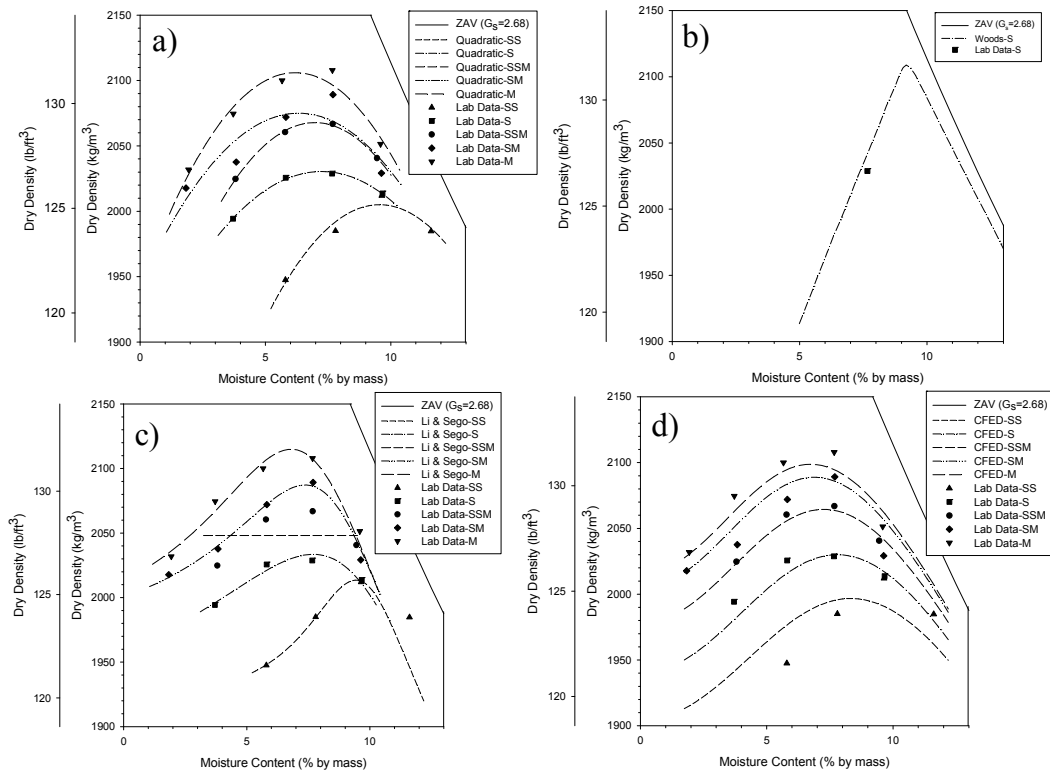 a)
ZAV (GS=2.68)
Quadratic-SS
Quadratic-S
Quadratic-SSM
Quadratic-SM
Quadratic-M
Lab Data-SS
Lab Data-S
Lab Data-SSM
Lab Data-SM
Lab Data-M
Dry Density (lb/ft3)
130
125
120
Dry Density (kg/m3)
2150
2100
2050
2000
1950
1900
0 5 10
Moisture Content (% by mass)
b)
ZAV (Gs=2.68)
Woods-S
Lab Data-S
Dry Density (lb/ft3)
130
125
120
Dry Density (kg/m3)
2150
2100
2050
2000
1950
1900
0 5 10
Moisture Content (% by mass)
c)
ZAV (GS=2.68)
Li & Sego-SS
Li & Sego-S
Li & Sego-SSM
Li & Sego-SM
Li & Sego-M
Lab Data-SS
Lab Data-S
Lab Data-SSM
Lab Data-SM
Lab Data-M
Dry Density (lb/ft3)
130
125
120
Dry Density (kg/m3)
2150
2100
2050
2000
1950
1900
0 5 10
Moisture Content (% by mass)
d)
ZAV (GS=2.68)
CFED-SS
CFED-S
CFED-SSM
CFED-SM
CFED-M
Lab Data-SS
Lab Data-S
Lab Data-SSM
Lab Data-SM
Lab Data-M
Dry Density (lb/ft3)
130
125
120
Dry Density (kg/m3)
2150
2100
2050
2000
1950
1900
0 5 10
Moisture Content (% by mass)